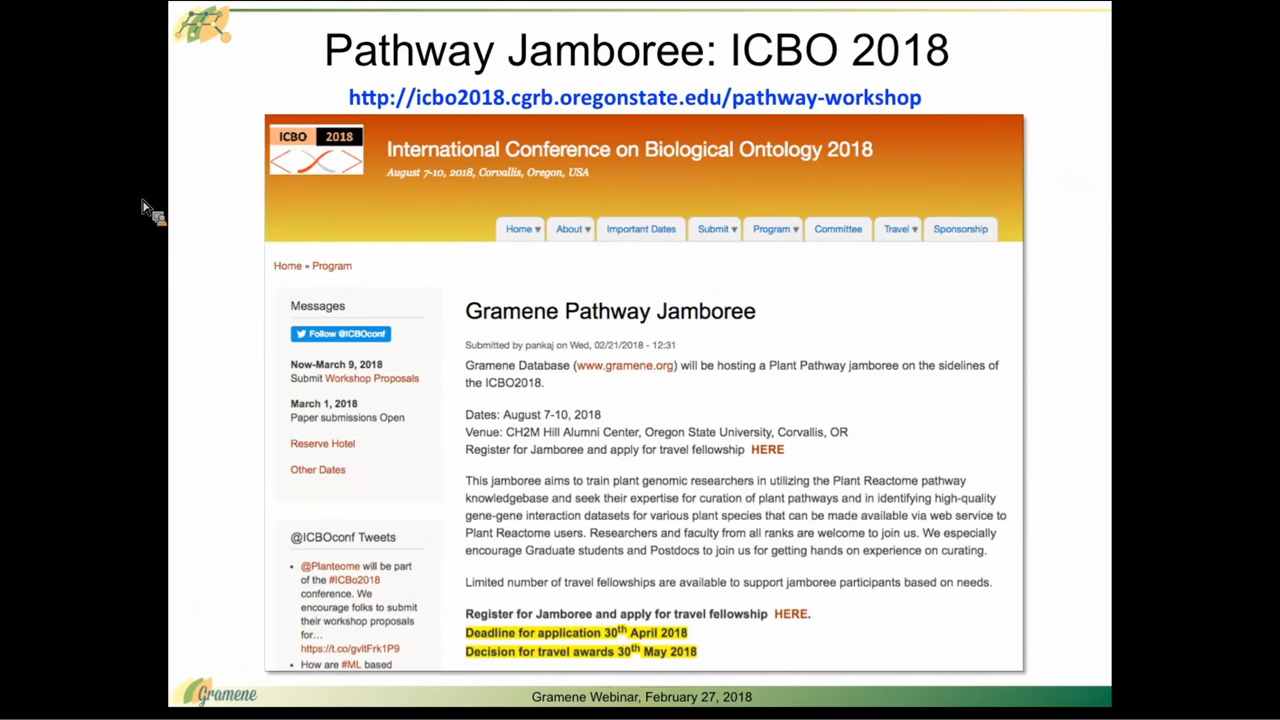 Pathway Jamboree: ICBO 2018
http://icbo2018.cgrb.oregonstate.edu/pathway-workshop
ICBO 2018
International Conference on Biological Ontology 2018
August 7-10, 2018, Corvallis, Oregon, USA
Home ▾ About ▾ Important Dates Submit ▾ Program ▾ Committee Travel ▾ Sponsorship
Home » Program
Messages
Follow @ICBOconf
Now-March 9, 2018
Submit Workshop Proposals
March 1, 2018
Paper submissions Open
Reserve Hotel
Other Dates
@ICBOconf Tweets
• @Planteome will be part
of the #ICBo2018
conference. We
encourage folks to submit
their workshop proposals
for…
https://t.co/gvltFrk1P9
• How are #ML based
Gramene Pathway Jamboree
Submitted by pankaj on Wed, 02/21/2018 - 12:31
Gramene Database (www.gramene.org) will be hosting a Plant Pathway jamboree on the sidelines of
the ICBO2018.
Dates: August 7-10, 2018
Venue: CH2M Hill Alumni Center, Oregon State University, Corvallis, OR
Register for Jamboree and apply for travel fellowship HERE
This jamboree aims to train plant genomic researchers in utilizing the Plant Reactome pathway
knowledgebase and seek their expertise for curation of plant pathways and in identifying high-quality
gene-gene interaction datasets for various plant species that can be made available via web service to
Plant Reactome users. Researchers and faculty from all ranks are welcome to join us. We especially
encourage Graduate students and Postdocs to join us for getting hands on experience on curating.
Limited number of travel fellowships are available to support jamboree participants based on needs.
Register for Jamboree and apply for travel fellowship HERE.
Deadline for application 30th April 2018
Decision for travel awards 30th May 2018
Gramene
Gramene Webinar, February 27, 2018